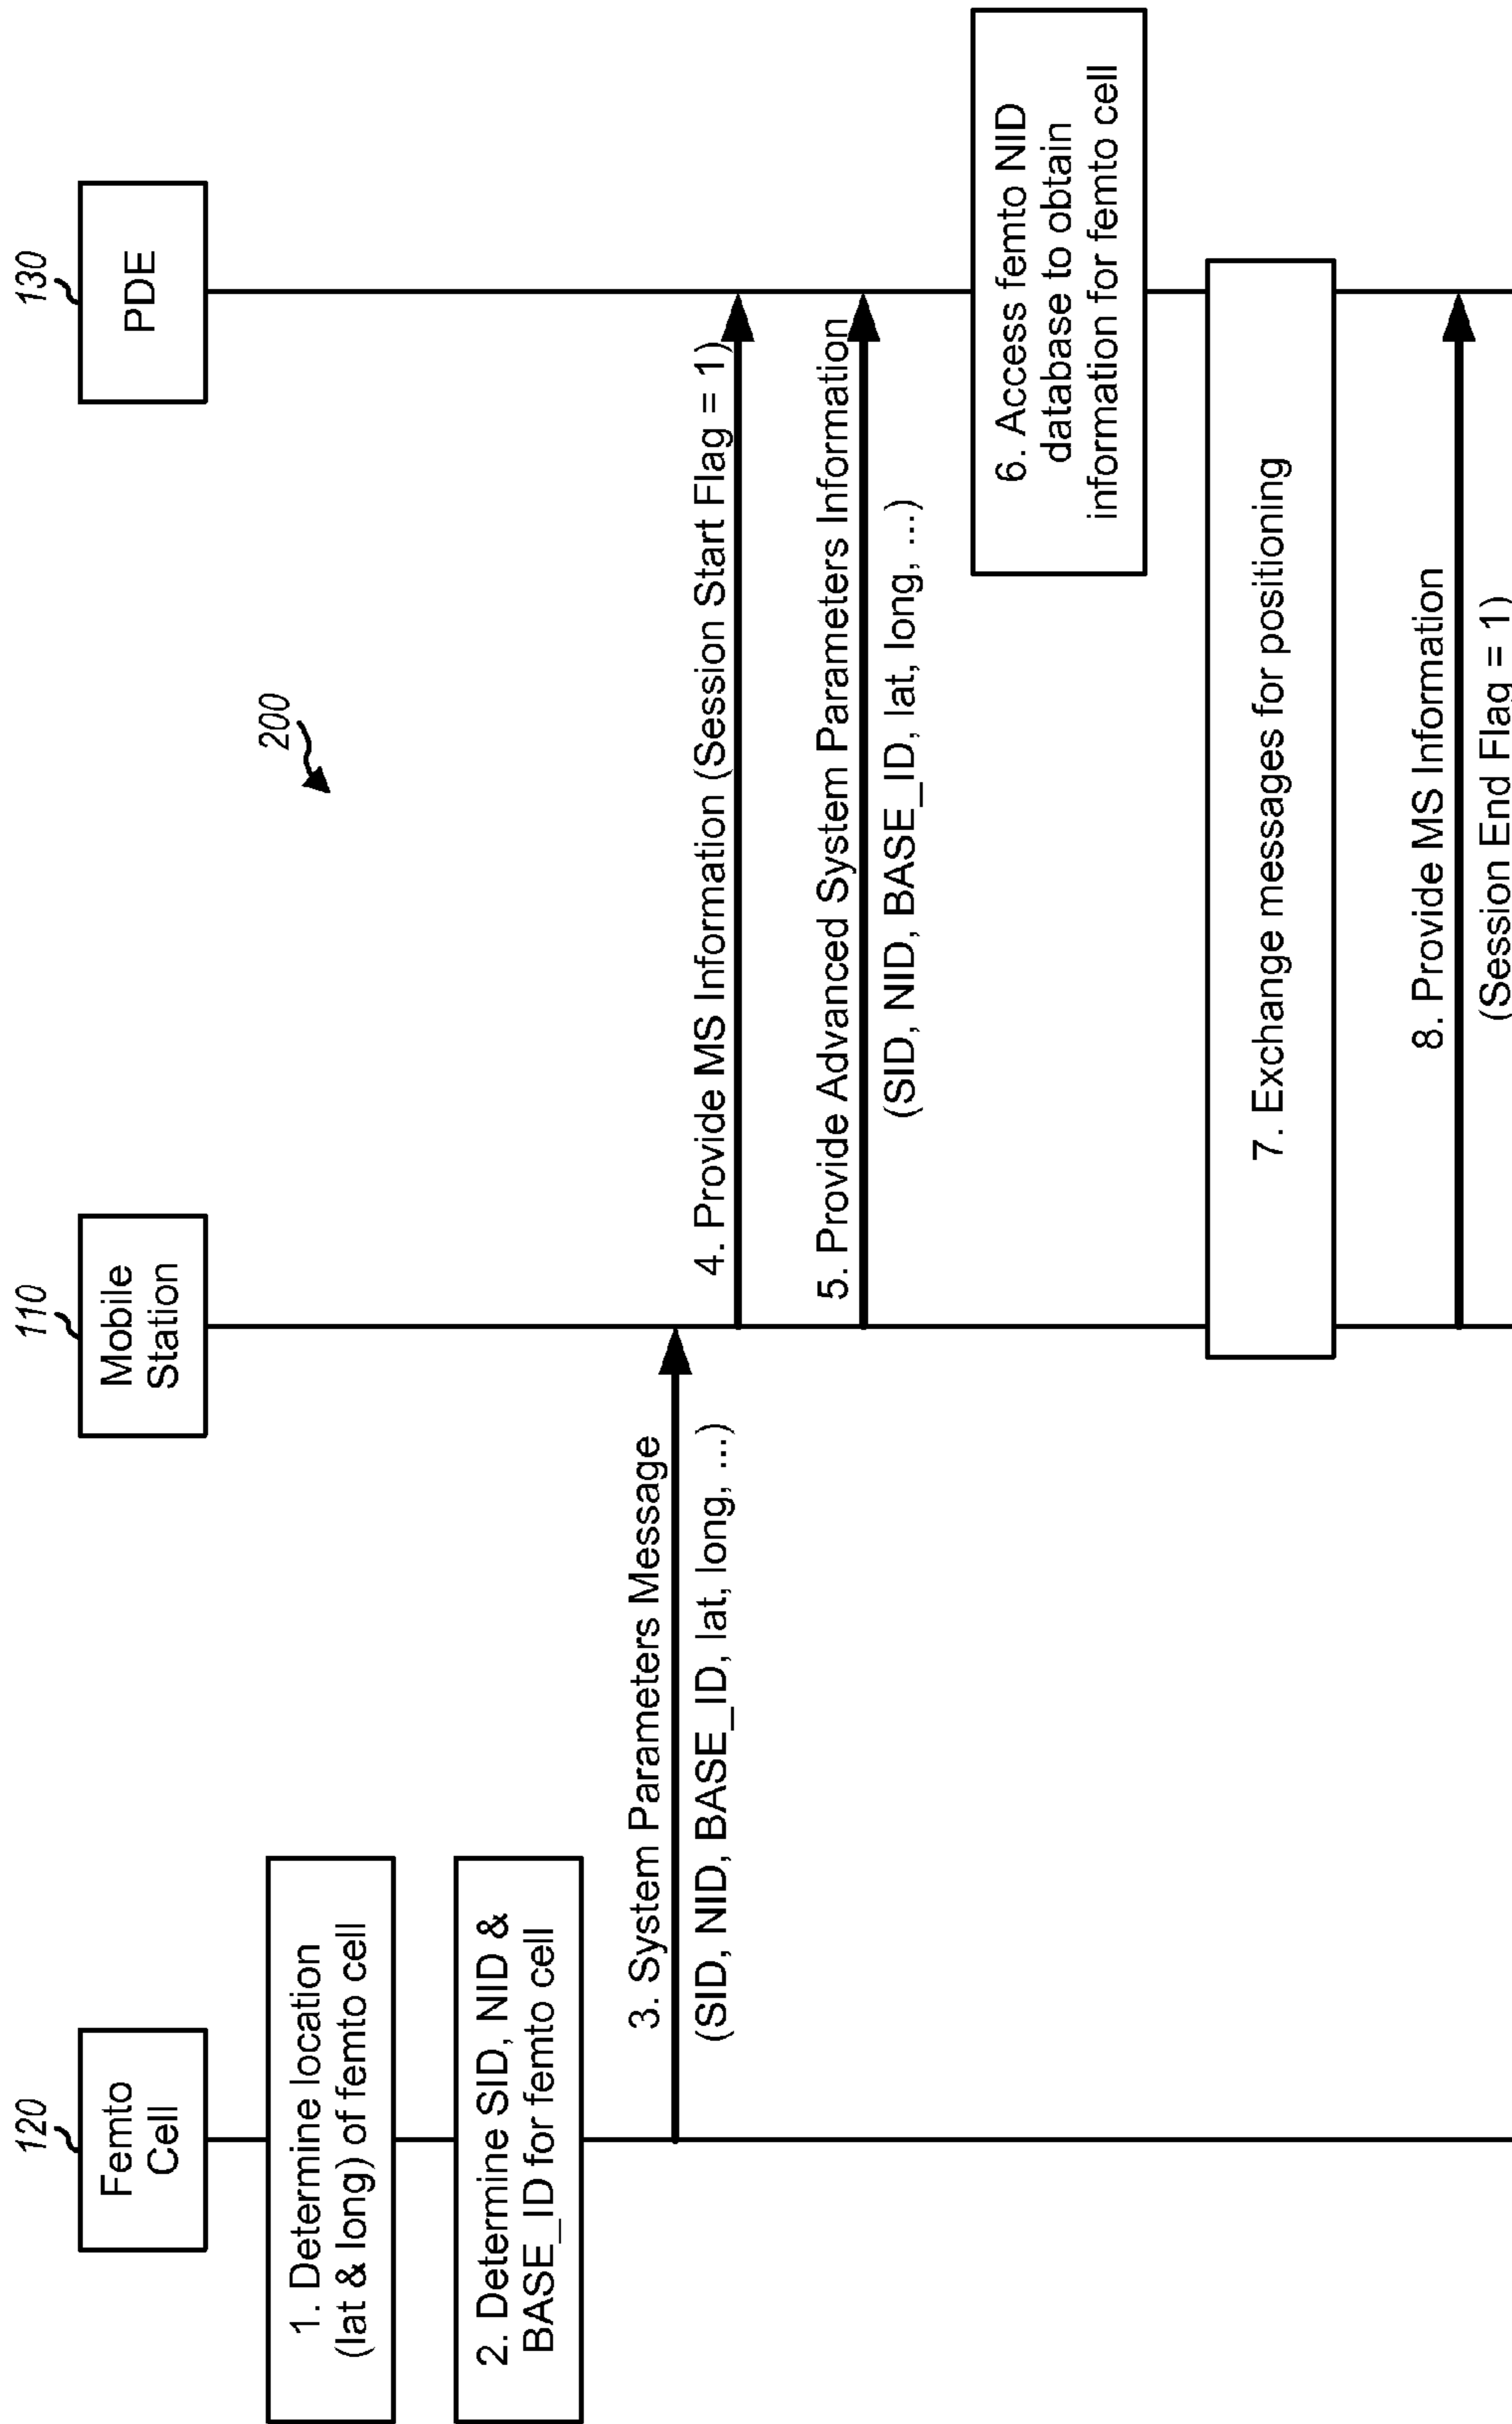 120
Femto
Cell
110
Mobile
Station
130
PDE
200
1. Determine location
(lat & long) of femto cell
2. Determine SID, NID &
BASE_ID for femto cell
3. System Parameters Message
(SID, NID, BASE_ID, lat, long, ...)
4. Provide MS Information (Session Start Flag = 1)
5. Provide Advanced System Parameters Information
(SID, NID, BASE_ID, lat, long, ...)
6. Access femto NID
database to obtain
information for femto cell
7. Exchange messages for positioning
8. Provide MS Information
(Session End Flag = 1)